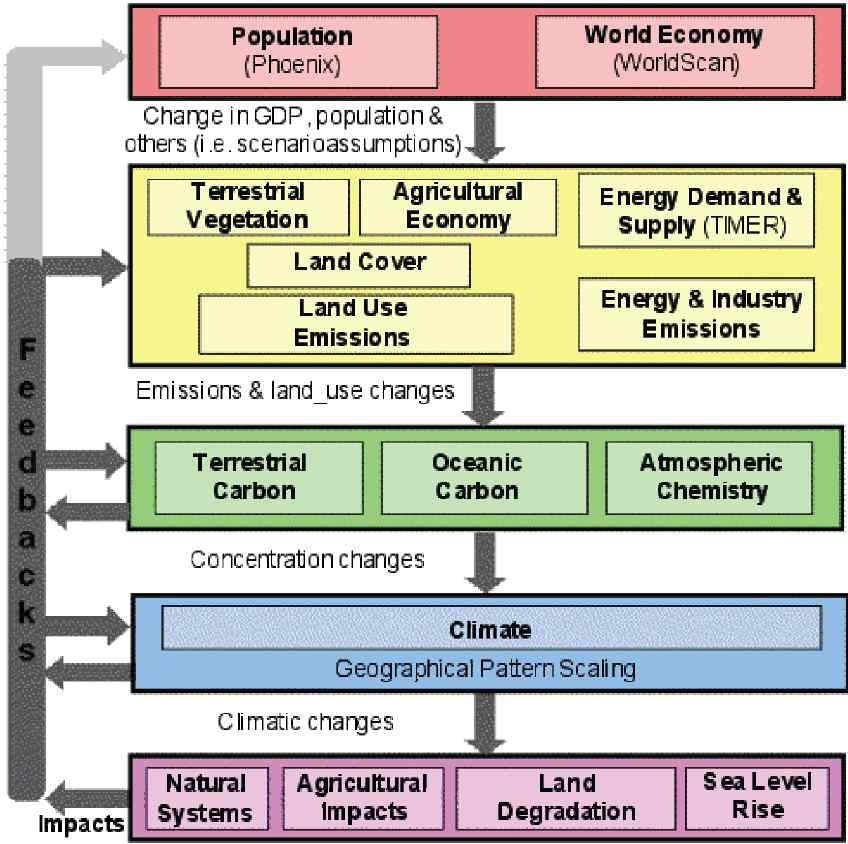 Population
(Phoenix)
World Economy
(WorldScan)
Change in GDP, population &
others (i.e. scenarioassumptions)
Terrestrial
Vegetation
Agricultural
Economy
Energy Demand &
Supply (TIMER)
Land Cover
Land Use
Emissions
Energy & Industry
Emissions
Feedbacks
Emissions & land_use changes
Terrestrial
Carbon
Oceanic
Carbon
Atmospheric
Chemistry
Concentration changes
Climate
Geographical Pattern Scaling
Climatic changes
Natural
Systems
Agricultural
Impacts
Land
Degradation
Sea Level
Rise
Impacts